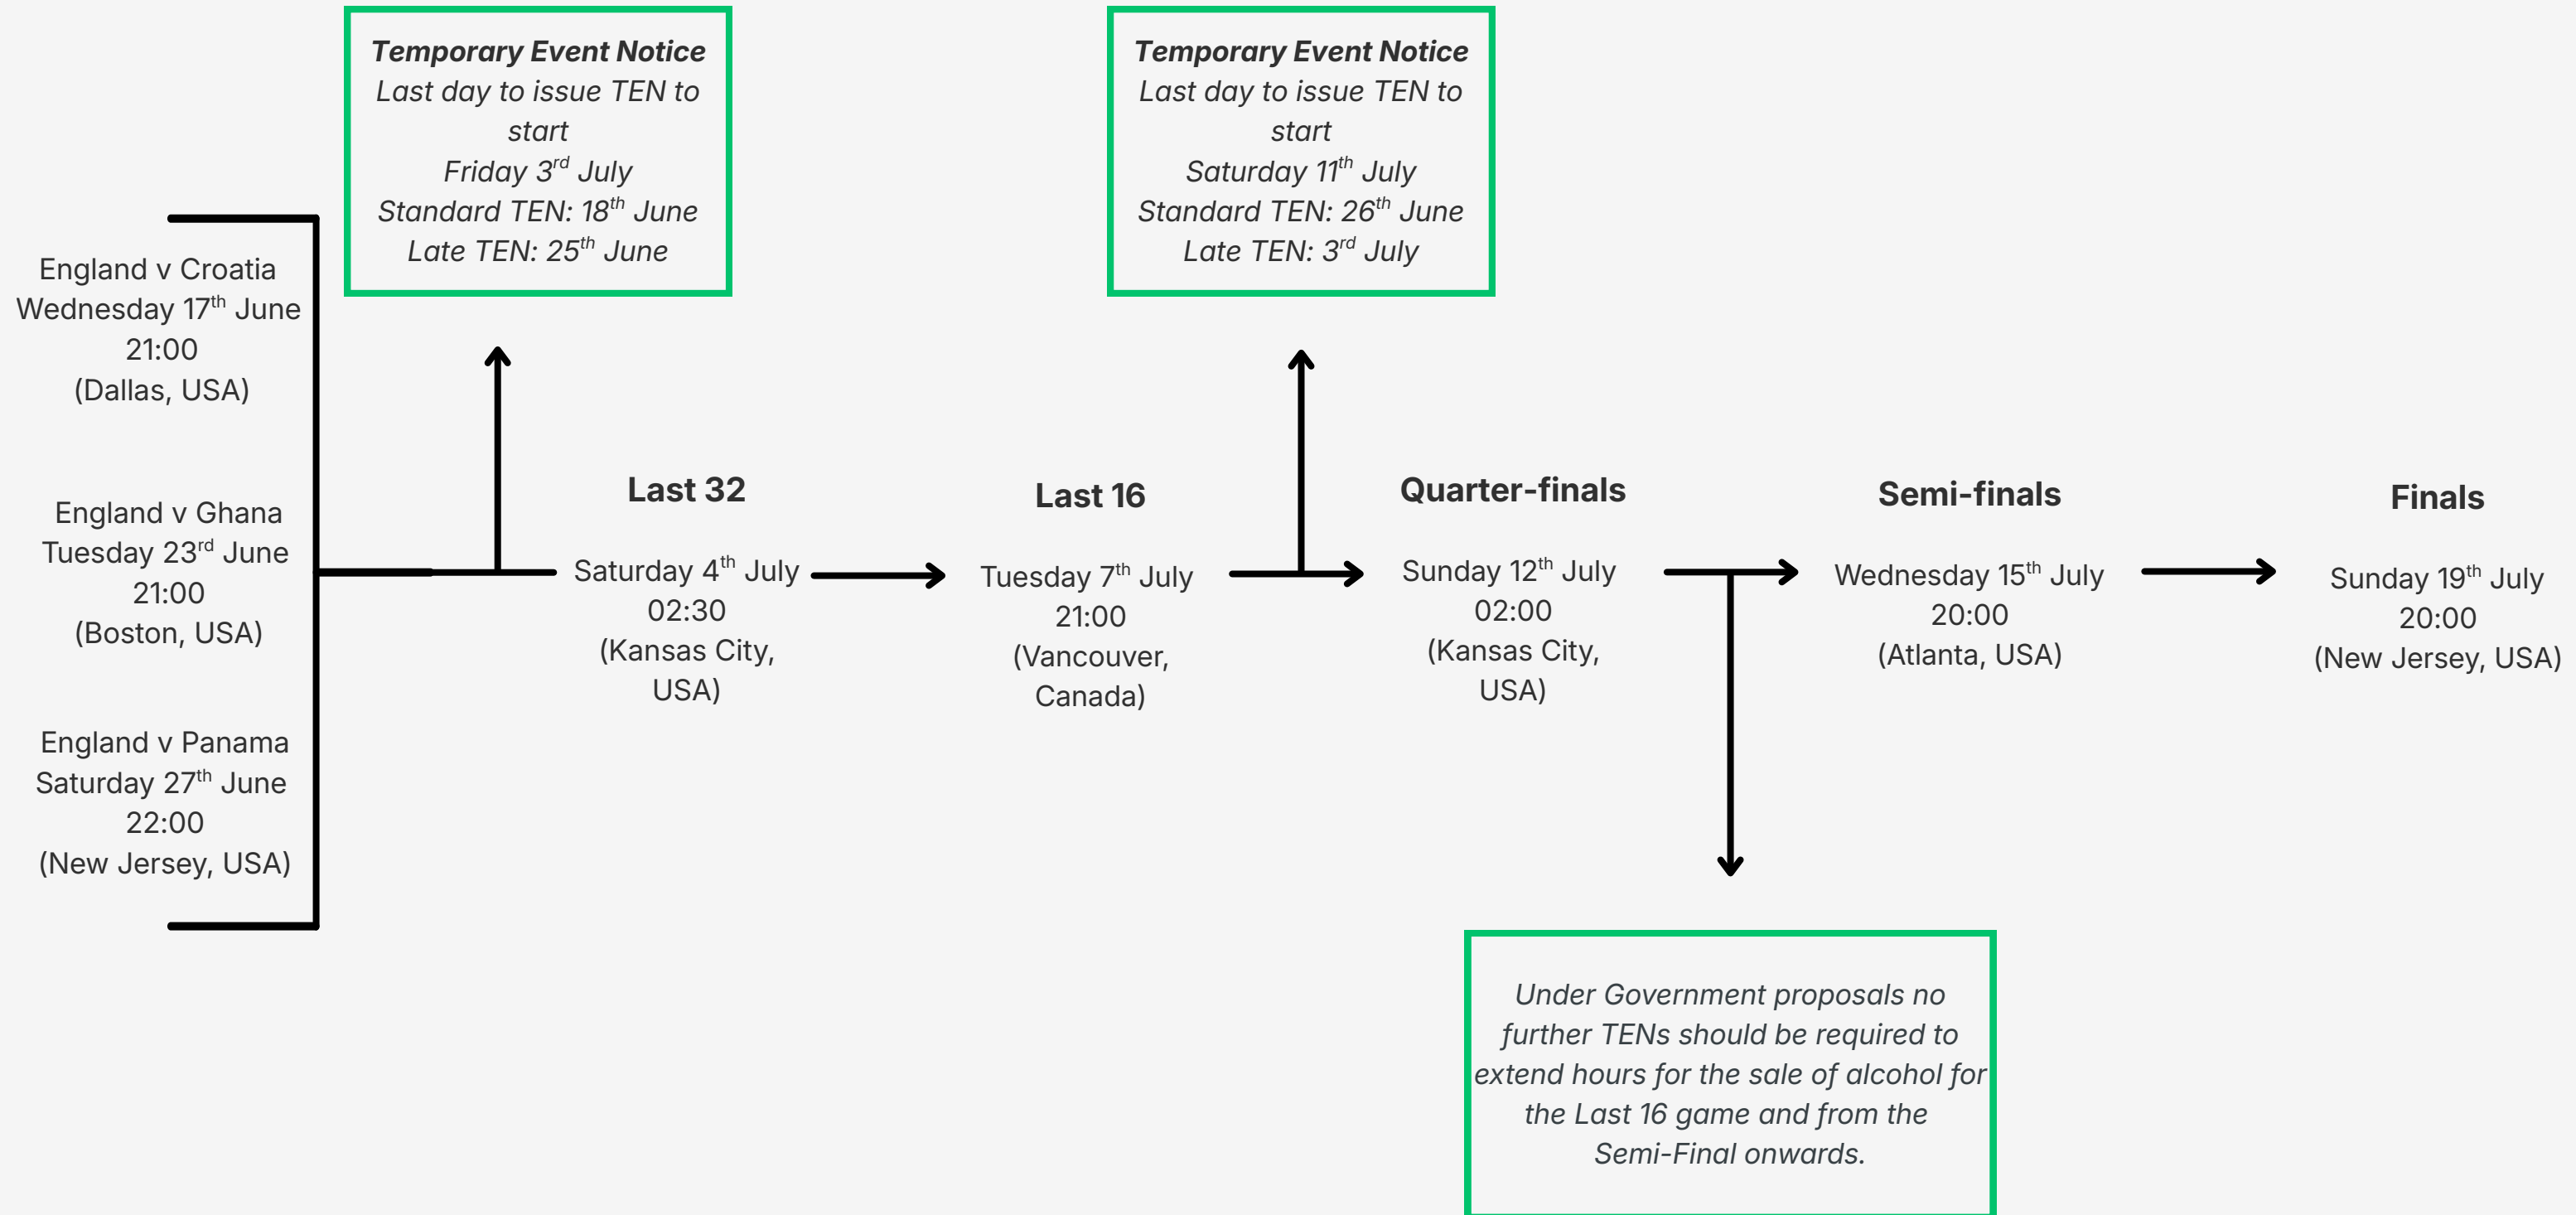 Temporary Event Notice
Last day to issue TEN to
start
Friday 3rd July
Standard TEN: 18th June
Late TEN: 25th June
Temporary Event Notice
Last day to issue TEN to
start
Saturday 11th July
Standard TEN: 26th June
Late TEN: 3rd July
England v Croatia
Wednesday 17th June
21:00
(Dallas, USA)
England v Ghana
Tuesday 23rd June
21:00
(Boston, USA)
England v Panama
Saturday 27th June
22:00
(New Jersey, USA)
Last 32
Saturday 4th July
02:30
(Kansas City,
USA)
Last 16
Tuesday 7th July
21:00
(Vancouver,
Canada)
Quarter-finals
Sunday 12th July
02:00
(Kansas City,
USA)
Semi-finals
Wednesday 15th July
20:00
(Atlanta, USA)
Finals
Sunday 19th July
20:00
(New Jersey, USA)
Under Government proposals no
further TENs should be required to
extend hours for the sale of alcohol for
the Last 16 game and from the
Semi-Final onwards.